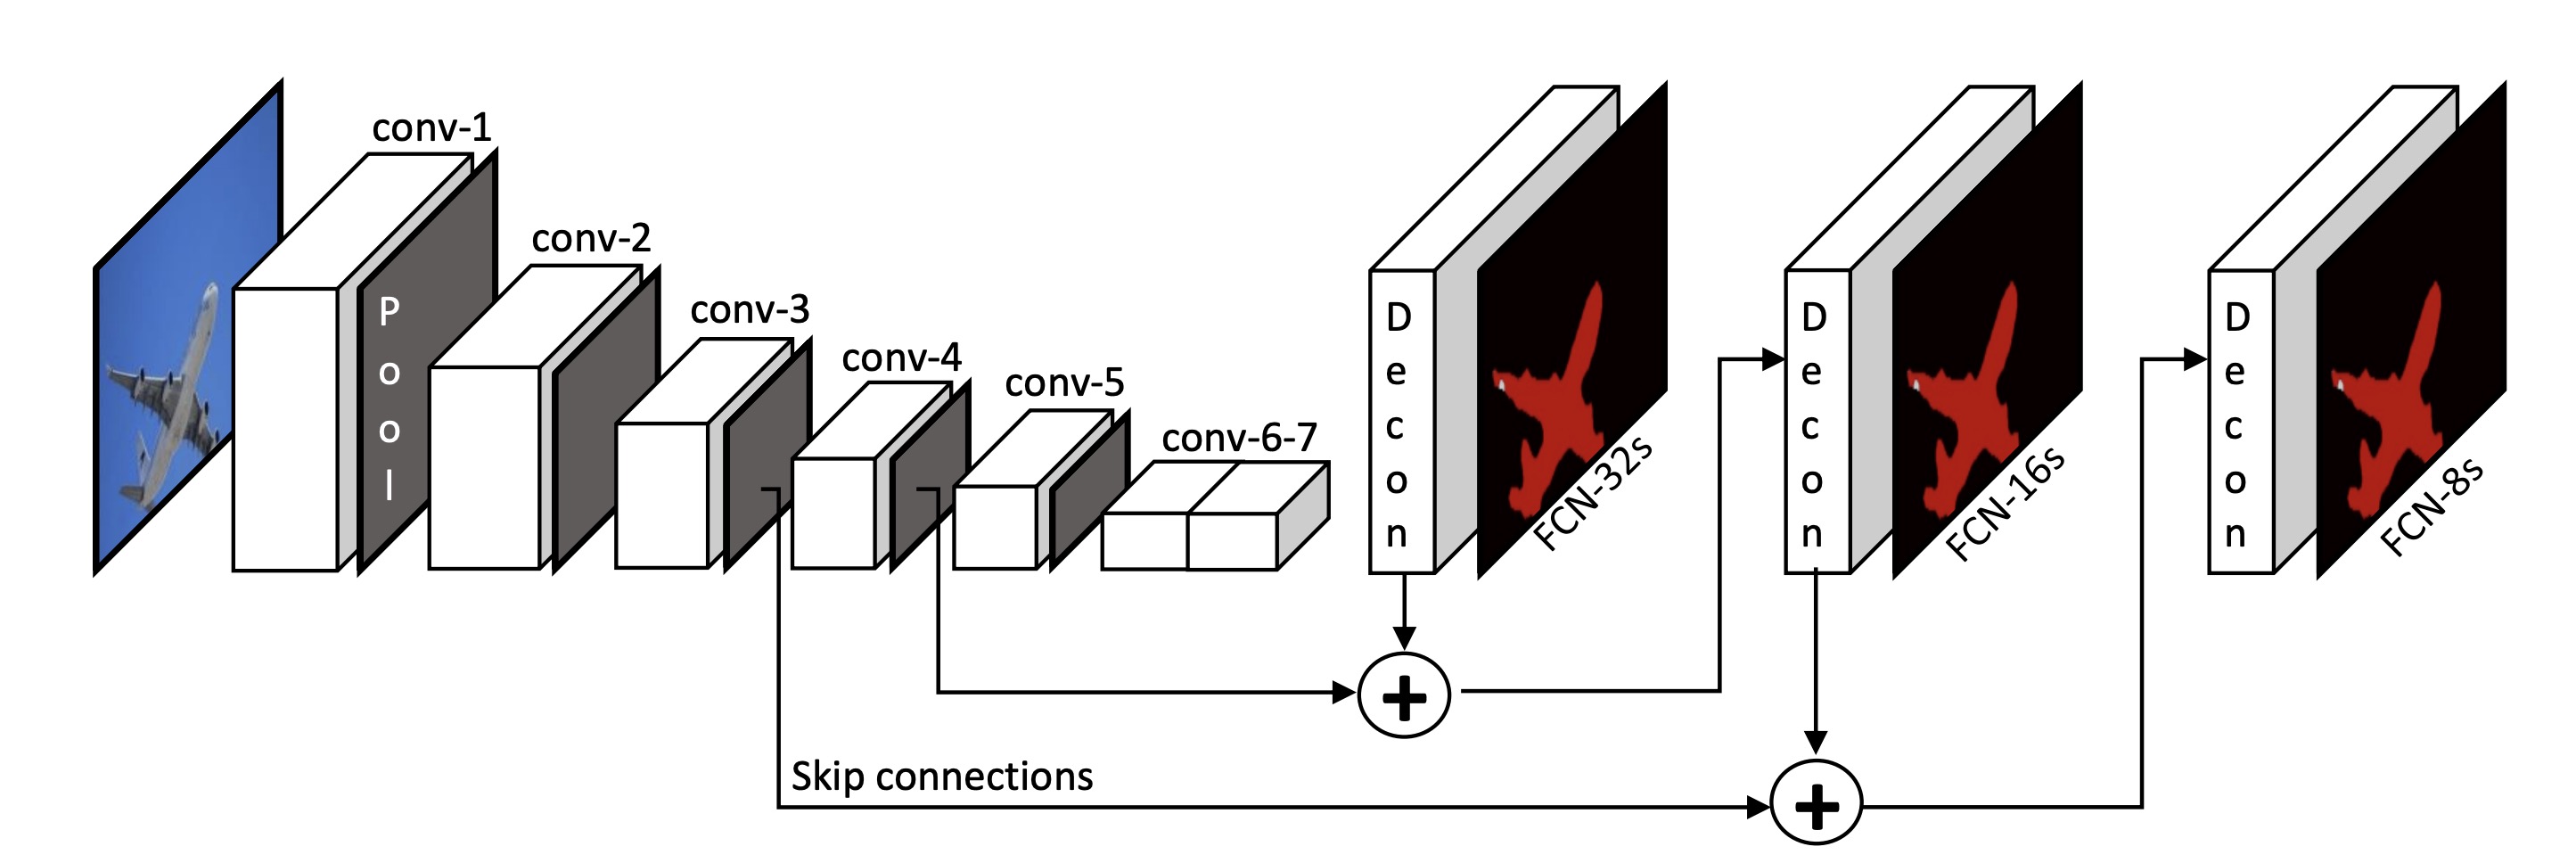 conv-1
conv-2
conv-3
conv-4
conv-5
conv-6-7
Pool
Decon
FCN-32s
Decon
FCN-16s
Decon
FCN-8s
+
Skip connections
+